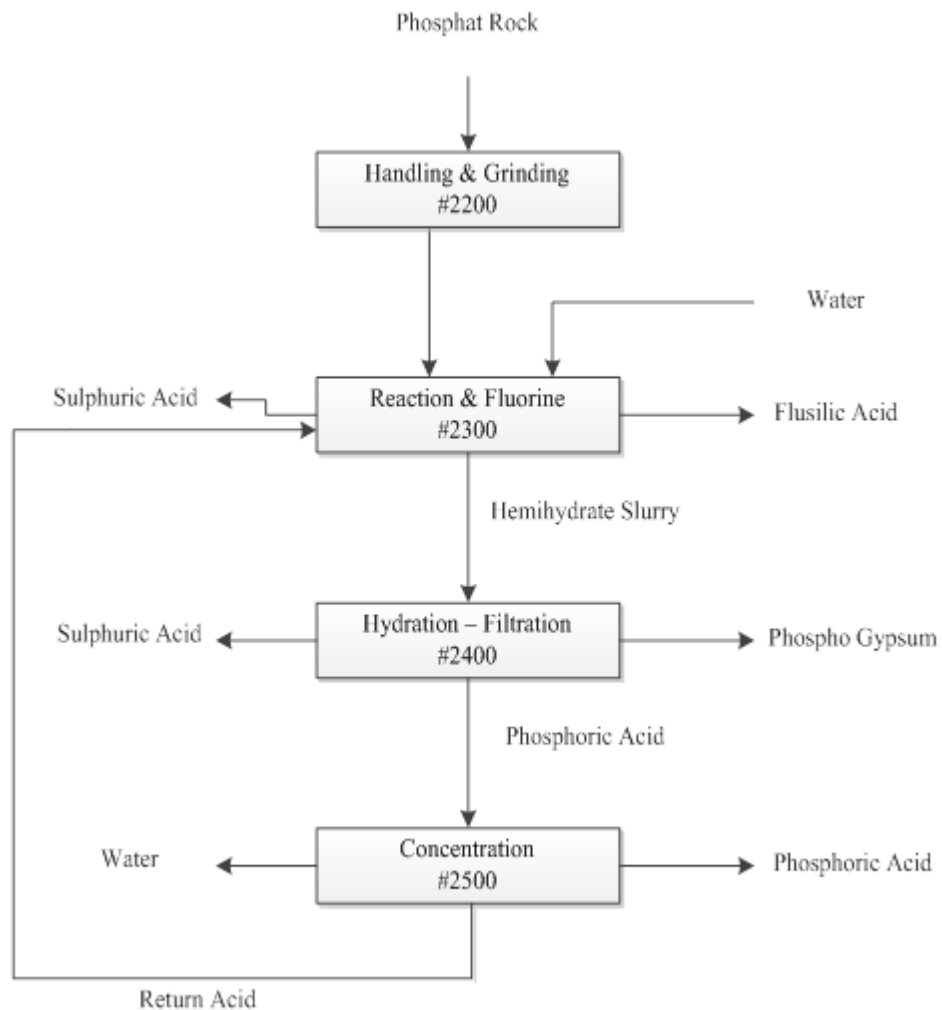 Phosphat Rock
Handling & Grinding
#2200
Water
Sulphuric Acid
Reaction & Fluorine
#2300
Flusilic Acid
Hemihydrate Slurry
Sulphuric Acid
Hydration – Filtration
#2400
Phospho Gypsum
Phosphoric Acid
Water
Concentration
#2500
Phosphoric Acid
Return Acid